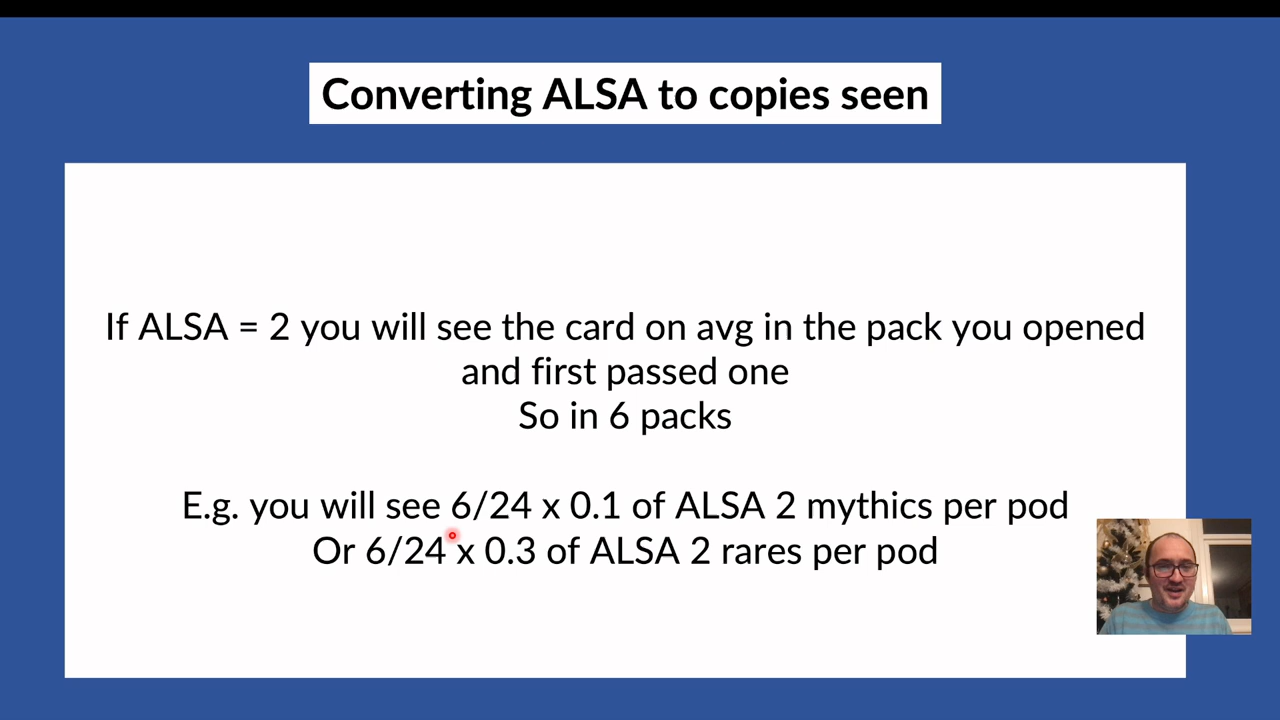 Converting ALSA to copies seen
If ALSA = 2 you will see the card on avg in the pack you opened
and first passed one
So in 6 packs
E.g. you will see 6/24 x 0.1 of ALSA 2 mythics per pod
Or 6/24 x 0.3 of ALSA 2 rares per pod